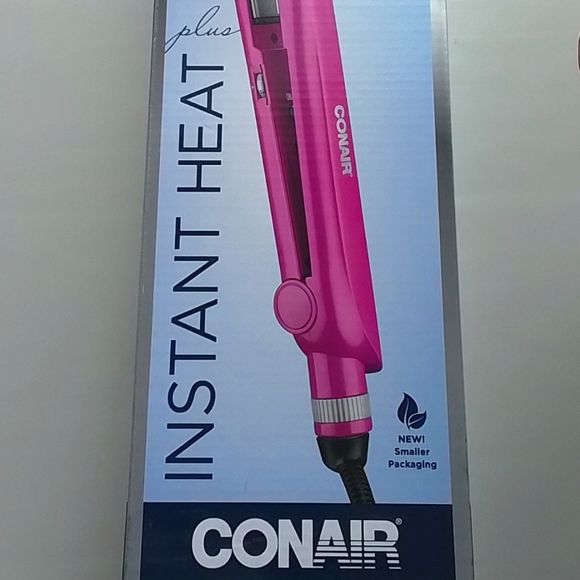 INSTANT HEAT
plus
CONAIR
NEW!
Smaller
Packaging
CONAIR®